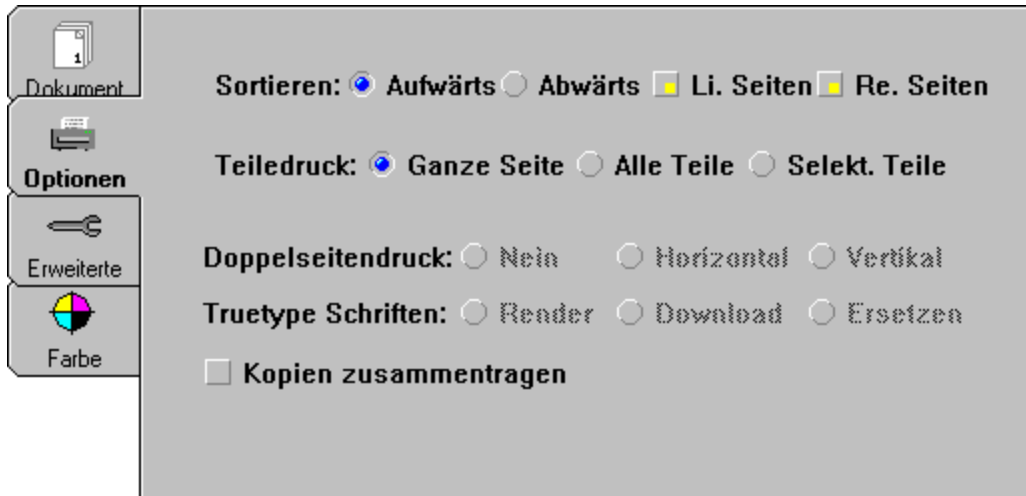 1
Dokument
Optionen
Erweiterte
Farbe
Sortieren: Aufwärts Abwärts Li. Seiten Re. Seiten
Teiledruck: Ganze Seite Alle Teile Selekt. Teile
Doppelseitendruck: Nein Horizontal Vertikal
Truetype Schriften: Render Download Ersetzen
Kopien zusammentragen